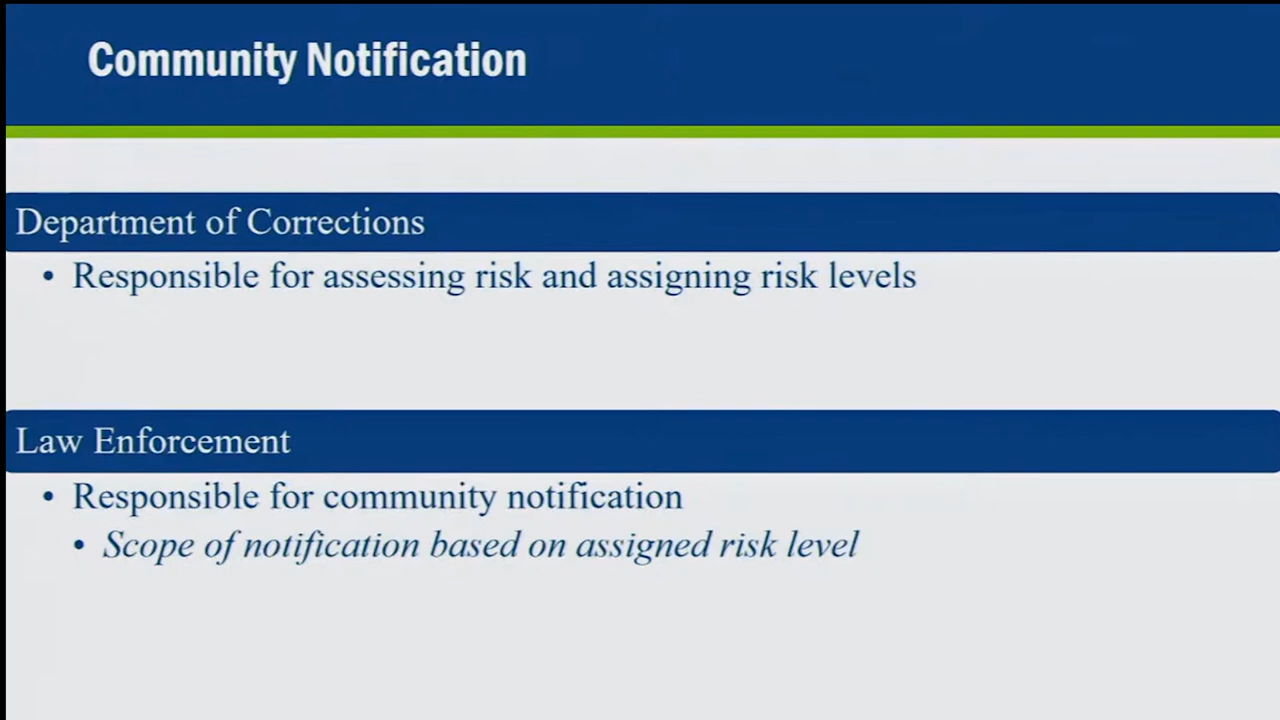 Community Notification
Department of Corrections
• Responsible for assessing risk and assigning risk levels
Law Enforcement
• Responsible for community notification
• Scope of notification based on assigned risk level